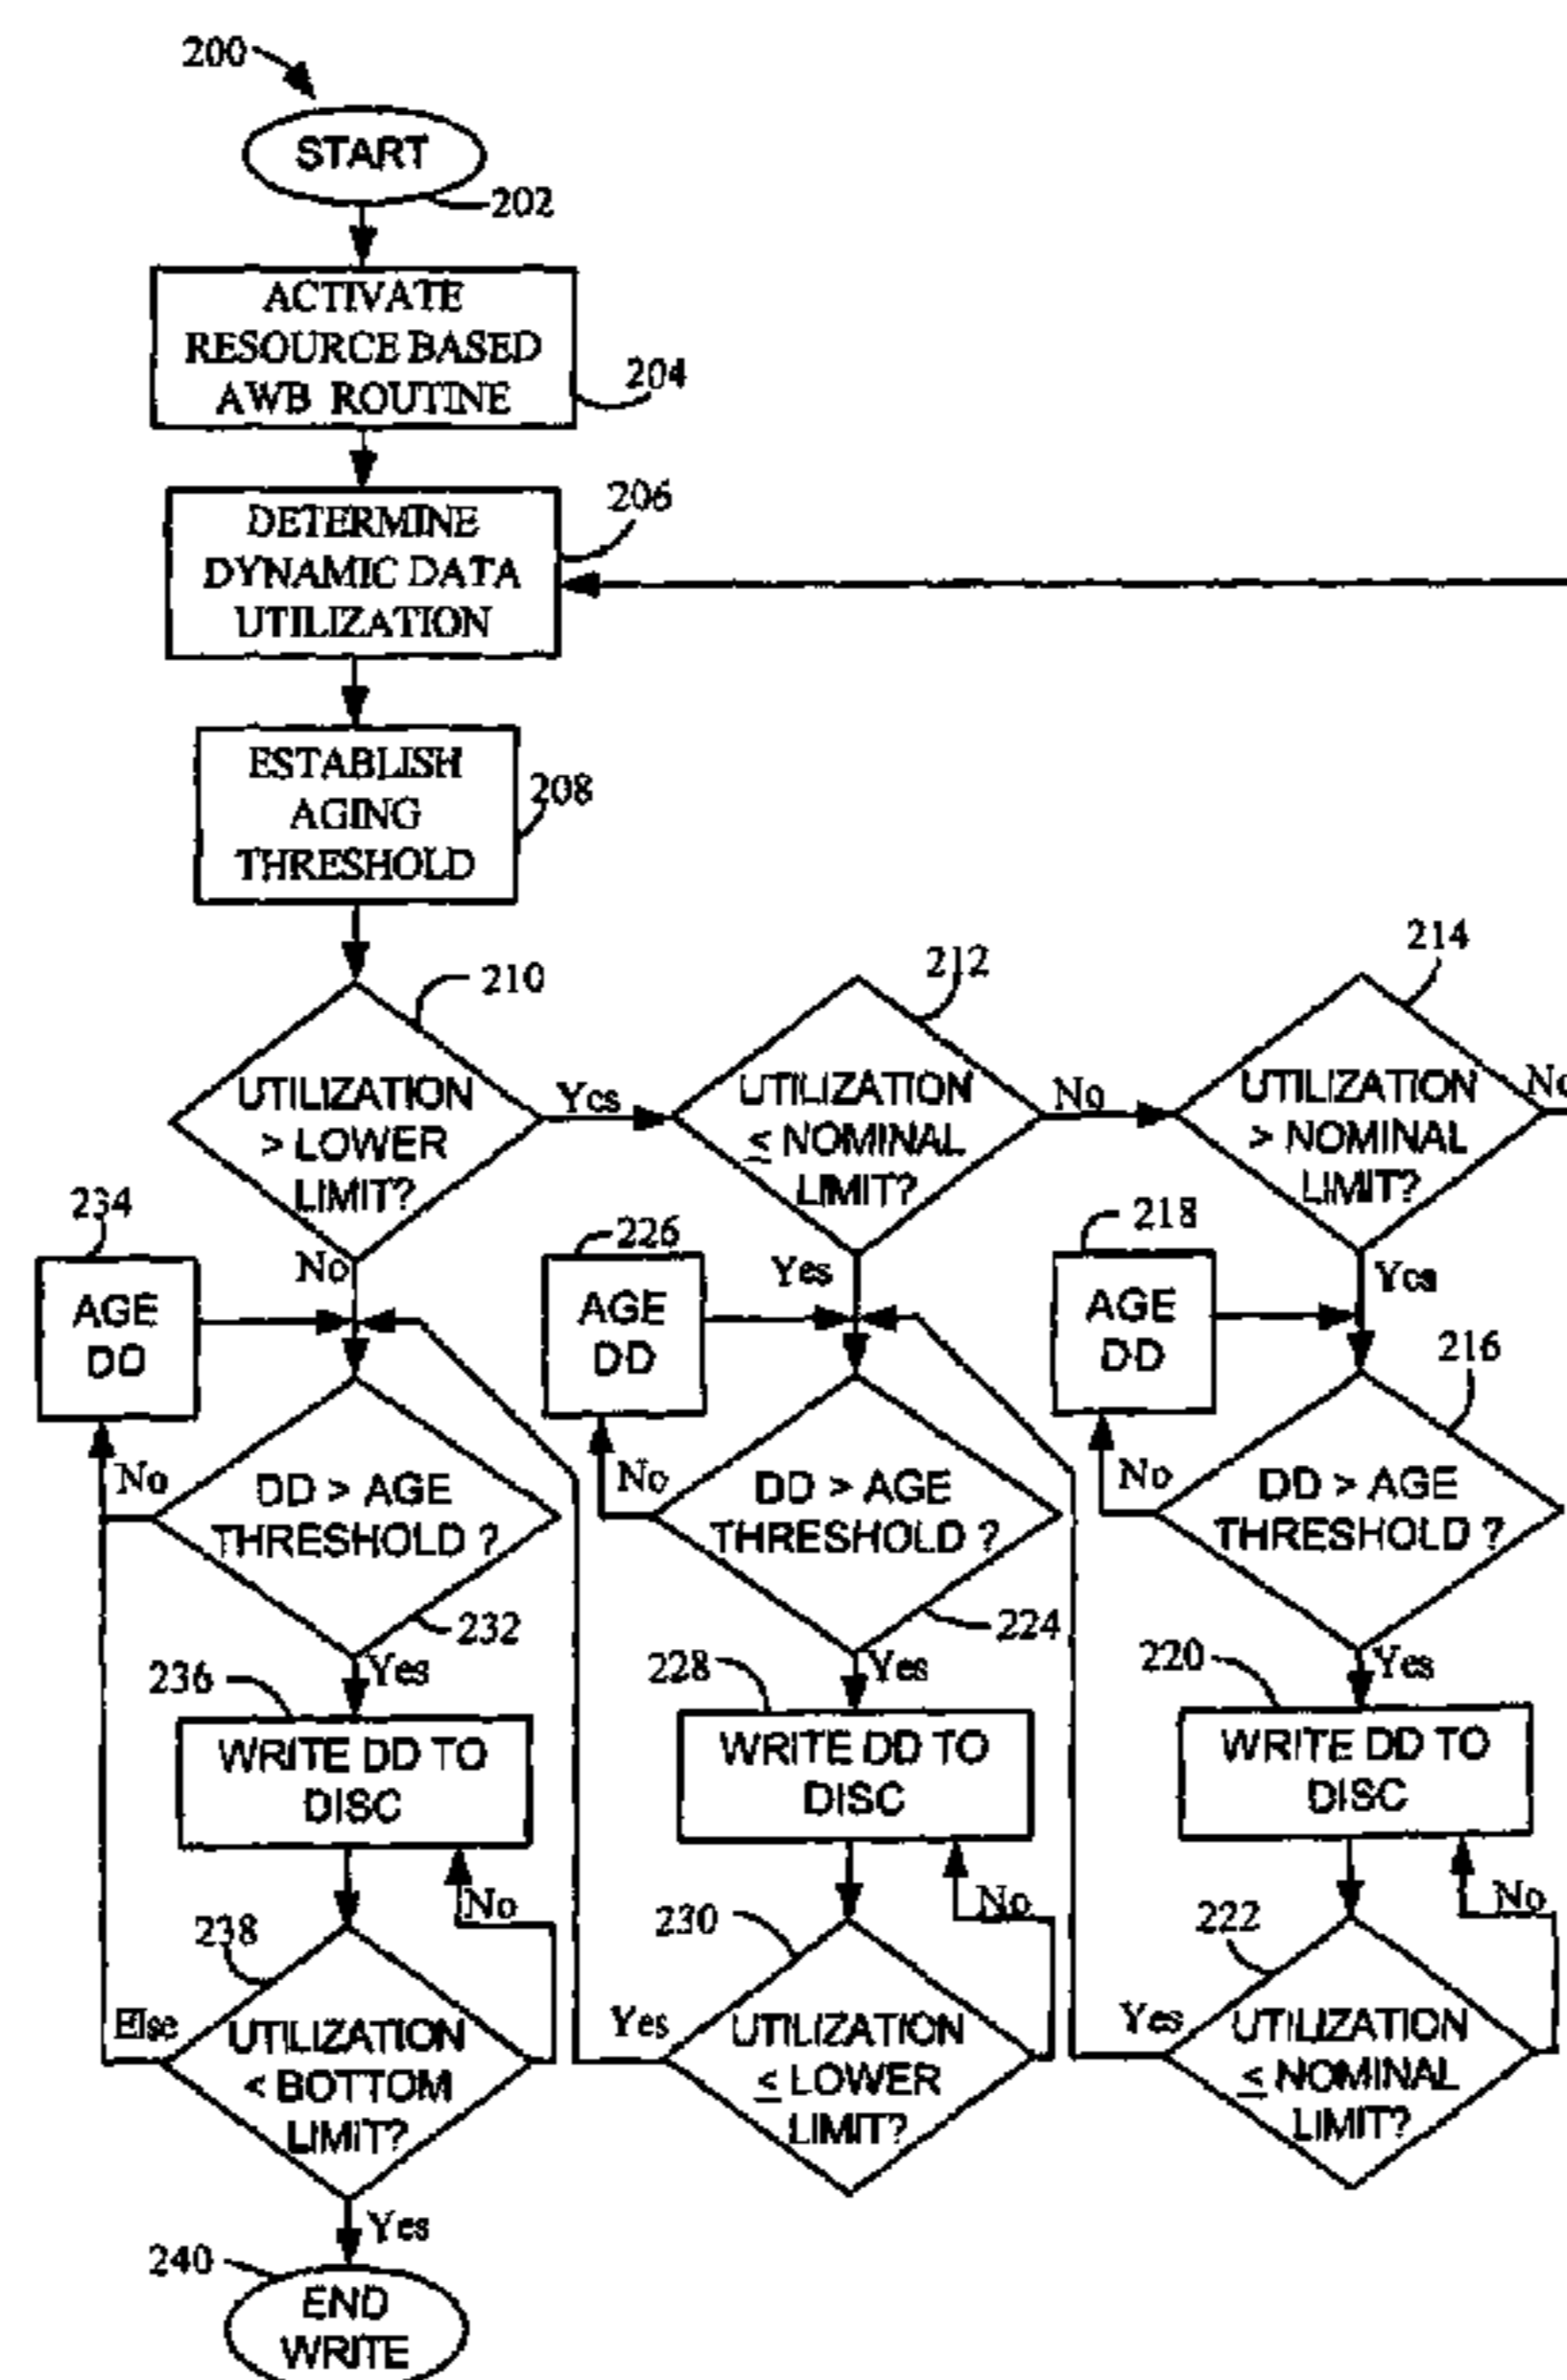 200
START
202
ACTIVATE
RESOURCE BASED
AWB ROUTINE
204
DETERMINE
DYNAMIC DATA
UTILIZATION
206
ESTABLISH
AGING
THRESHOLD
208
210
UTILIZATION
> LOWER
LIMIT?
Yes
No
212
UTILIZATION
≤ NOMINAL
LIMIT?
No
Yes
214
UTILIZATION
> NOMINAL
LIMIT?
No
Yes
234
AGE
DO
226
AGE
DD
218
AGE
DD
216
No
DD > AGE
THRESHOLD ?
232
Yes
No
DD > AGE
THRESHOLD ?
224
Yes
No
DD > AGE
THRESHOLD ?
Yes
236
WRITE DD TO
DISC
228
WRITE DD TO
DISC
220
WRITE DD TO
DISC
238
No
Else
UTILIZATION
< BOTTOM
LIMIT?
Yes
230
No
Yes
UTILIZATION
≤ LOWER
LIMIT?
222
No
Yes
UTILIZATION
≤ NOMINAL
LIMIT?
240
END
WRITE